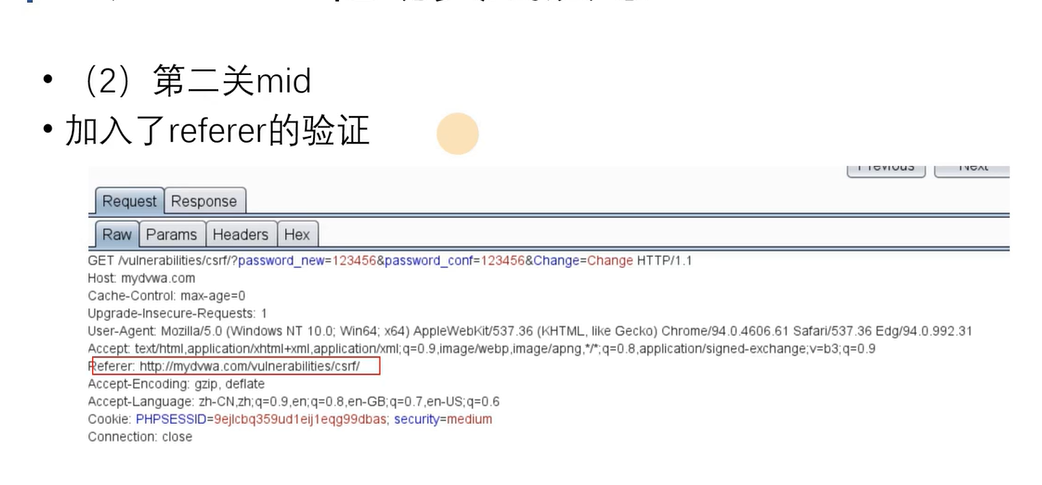 • （2）第二关mid
• 加入了referer的验证
Previous Next
Request Response
Raw Params Headers Hex
GET /vulnerabilities/csrf/?password_new=123456&password_conf=123456&Change=Change HTTP/1.1
Host: mydvwa.com
Cache-Control: max-age=0
Upgrade-Insecure-Requests: 1
User-Agent: Mozilla/5.0 (Windows NT 10.0; Win64; x64) AppleWebKit/537.36 (KHTML, like Gecko) Chrome/94.0.4606.61 Safari/537.36 Edg/94.0.992.31
Accept: text/html,application/xhtml+xml,application/xml;q=0.9,image/webp,image/apng,*/*;q=0.8,application/signed-exchange;v=b3;q=0.9
Referer: http://mydvwa.com/vulnerabilities/csrf/
Accept-Encoding: gzip, deflate
Accept-Language: zh-CN,zh;q=0.9,en;q=0.8,en-GB;q=0.7,en-US;q=0.6
Cookie: PHPSESSID=9ejlcbq359ud1eij1eqg99dbas; security=medium
Connection: close